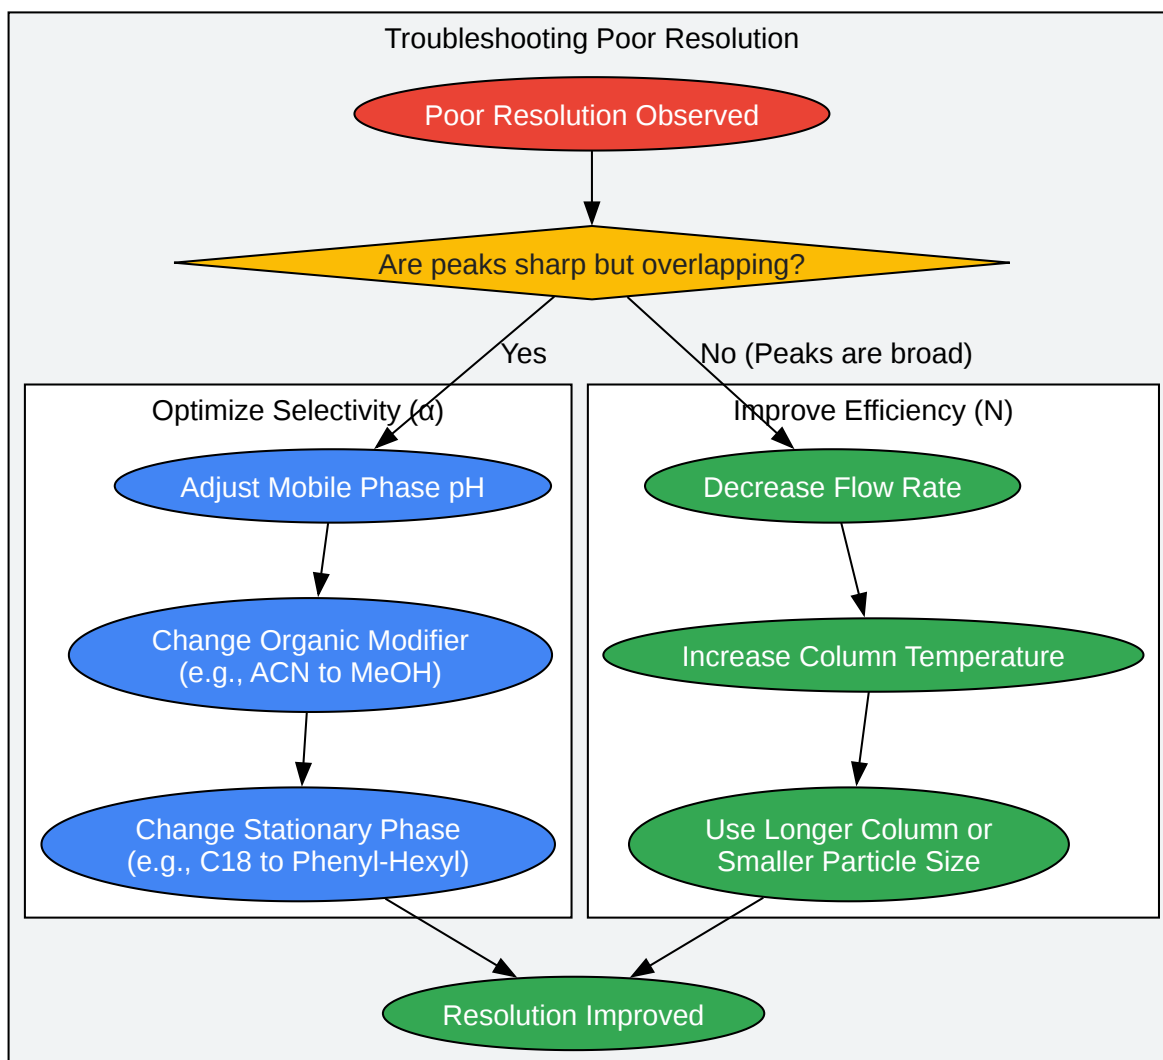 Troubleshooting Poor Resolution
Poor Resolution Observed
Are peaks sharp but overlapping?
Yes
No (Peaks are broad)
Optimize Selectivity (α)
Adjust Mobile Phase pH
Change Organic Modifier
(e.g., ACN to MeOH)
Change Stationary Phase
(e.g., C18 to Phenyl-Hexyl)
Improve Efficiency (N)
Decrease Flow Rate
Increase Column Temperature
Use Longer Column or
Smaller Particle Size
Resolution Improved